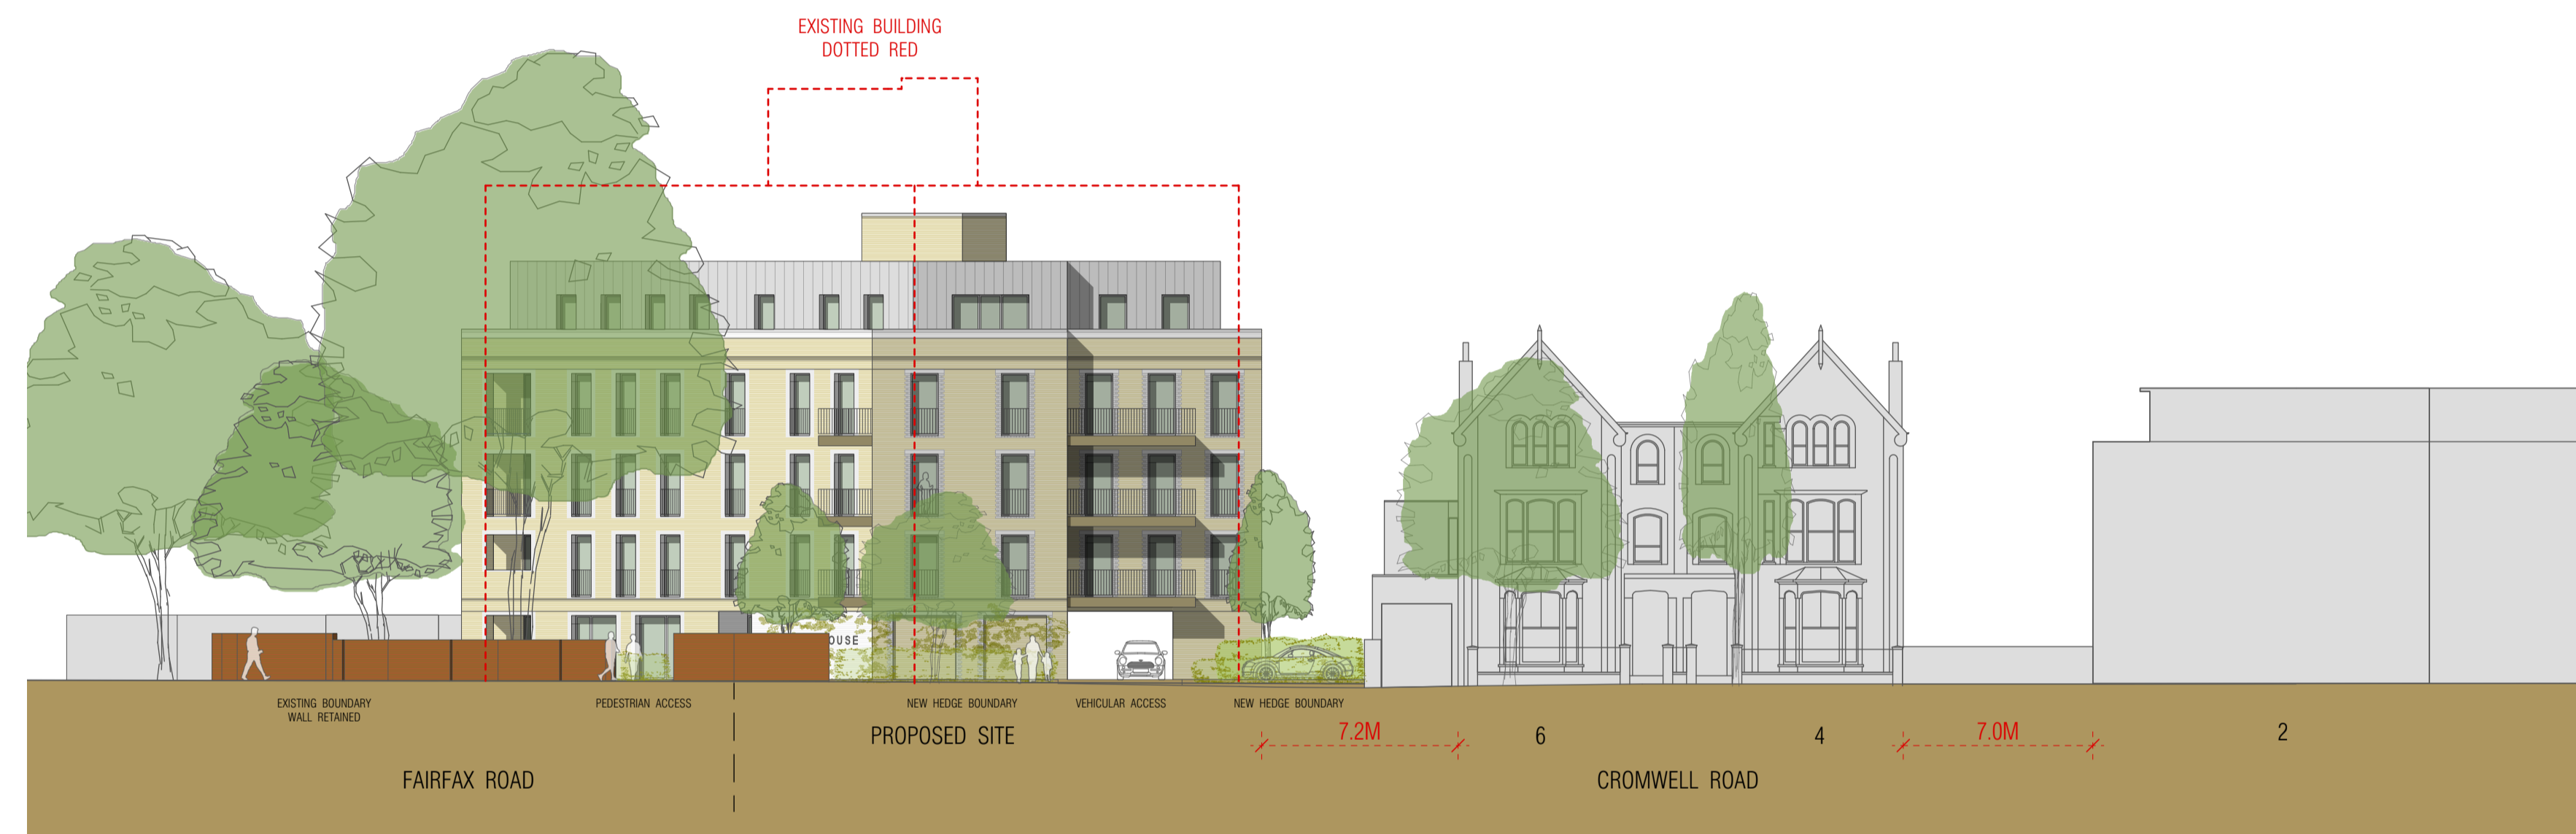 EXISTING BUILDING
DOTTED RED
OUSE
EXISTING BOUNDARY
WALL RETAINED
PEDESTRIAN ACCESS
NEW HEDGE BOUNDARY
VEHICULAR ACCESS
NEW HEDGE BOUNDARY
PROPOSED SITE
7.2M
6
4
7.0M
2
FAIRFAX ROAD
CROMWELL ROAD